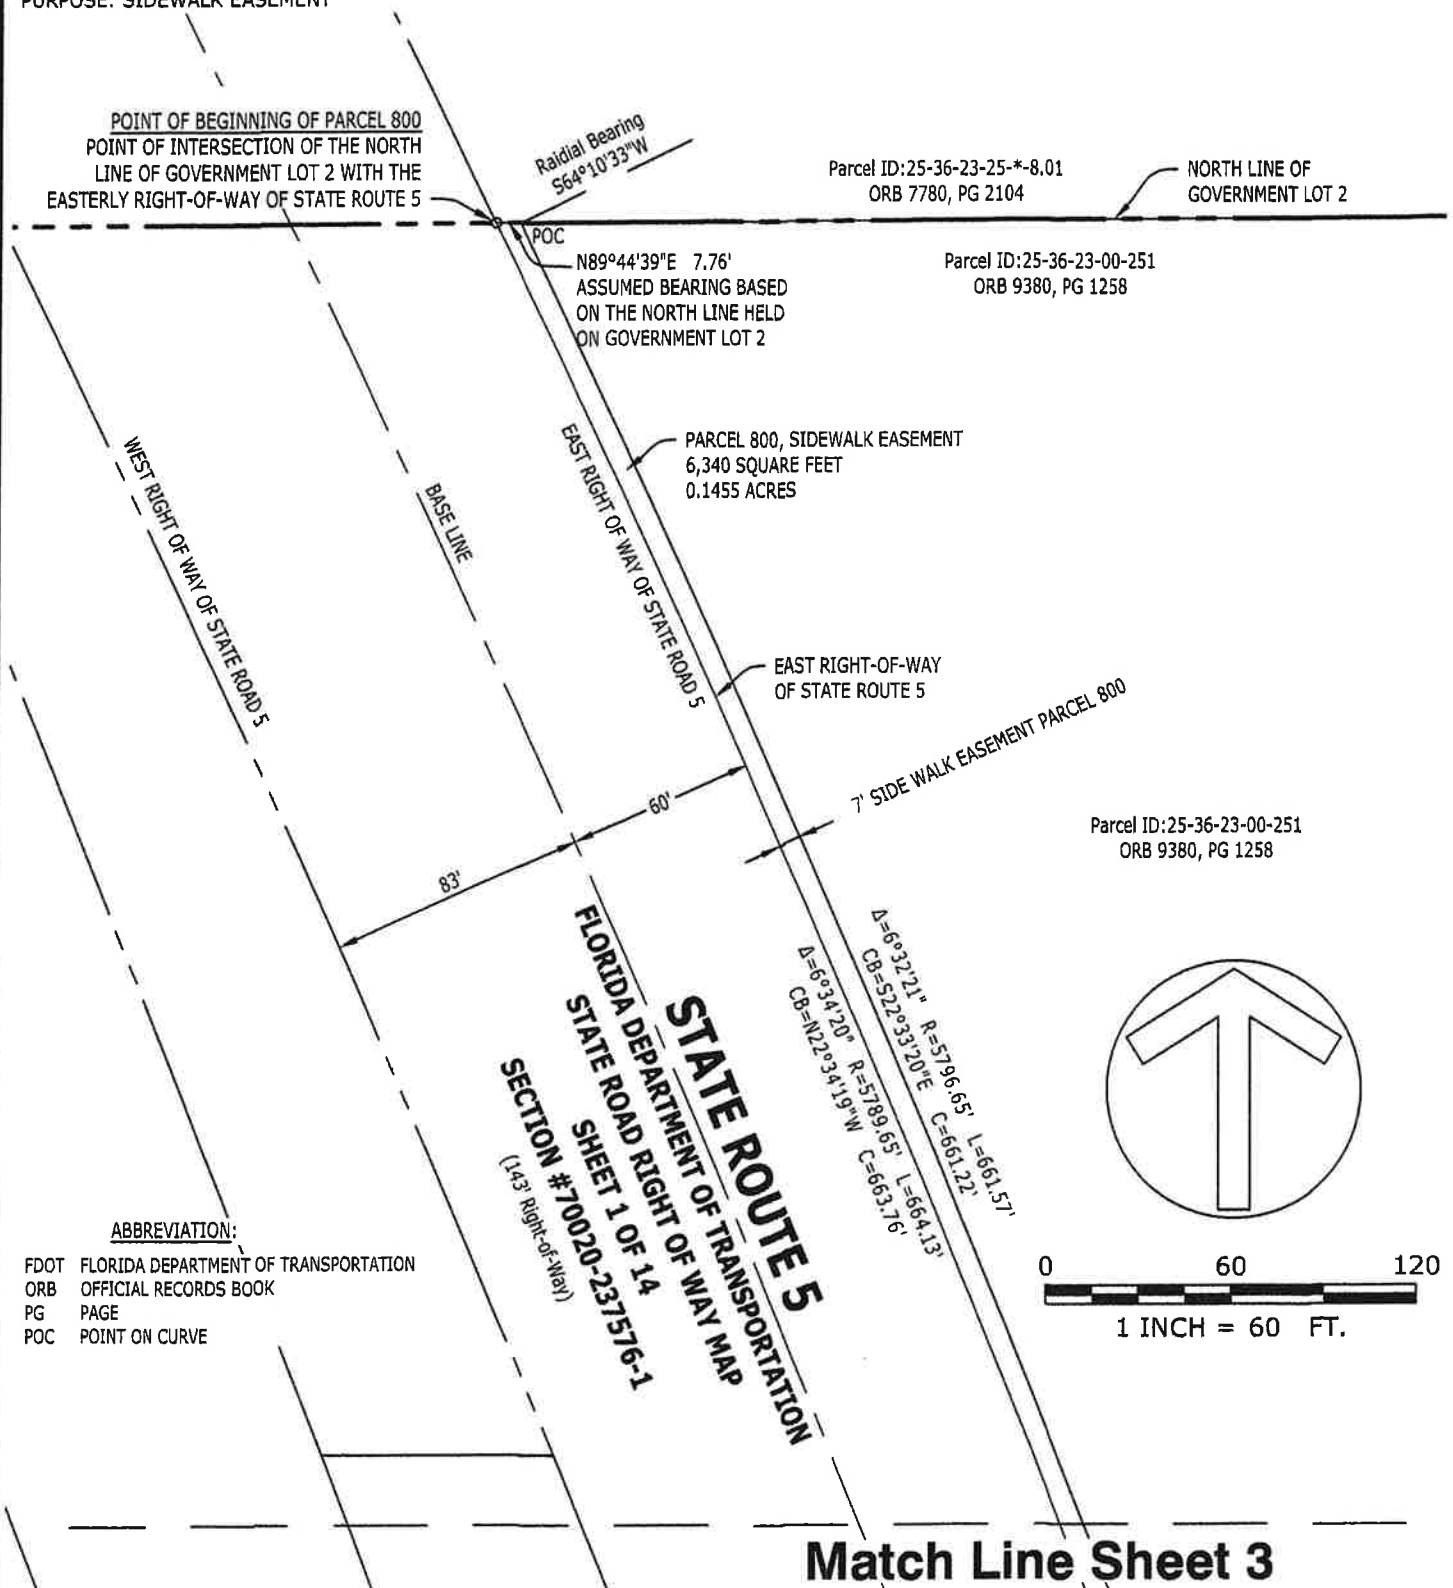 PURPOSE: SIDEWALK EASEMENT
POINT OF BEGINNING OF PARCEL 800
POINT OF INTERSECTION OF THE NORTH
LINE OF GOVERNMENT LOT 2 WITH THE
EASTERLY RIGHT-OF-WAY OF STATE ROUTE 5
Raidial Bearing
S64°10'33"W
Parcel ID:25-36-23-25-*-8.01
ORB 7780, PG 2104
NORTH LINE OF
GOVERNMENT LOT 2
POC
N89°44'39"E 7.76'
ASSUMED BEARING BASED
ON THE NORTH LINE HELD
ON GOVERNMENT LOT 2
Parcel ID:25-36-23-00-251
ORB 9380, PG 1258
PARCEL 800, SIDEWALK EASEMENT
6,340 SQUARE FEET
0.1455 ACRES
WEST RIGHT OF WAY OF STATE ROAD 5
BASE LINE
EAST RIGHT OF WAY OF STATE ROAD 5
EAST RIGHT-OF-WAY
OF STATE ROUTE 5
7' SIDE WALK EASEMENT PARCEL 800
60'
83'
Parcel ID:25-36-23-00-251
ORB 9380, PG 1258
Δ=6°32'21" R=5796.65' L=661.57'
CB=S22°33'20"E C=661.22'
Δ=6°34'20" R=5789.65' L=664.13'
CB=N22°34'19"W C=663.76'
STATE ROUTE 5
FLORIDA DEPARTMENT OF TRANSPORTATION
STATE ROAD RIGHT OF WAY MAP
SHEET 1 OF 14
SECTION #70020-237576-1
(143' Right-of-Way)
ABBREVIATION:
FDOT FLORIDA DEPARTMENT OF TRANSPORTATION
ORB OFFICIAL RECORDS BOOK
PG PAGE
POC POINT ON CURVE
0 60 120
1 INCH = 60 FT.
Match Line Sheet 3